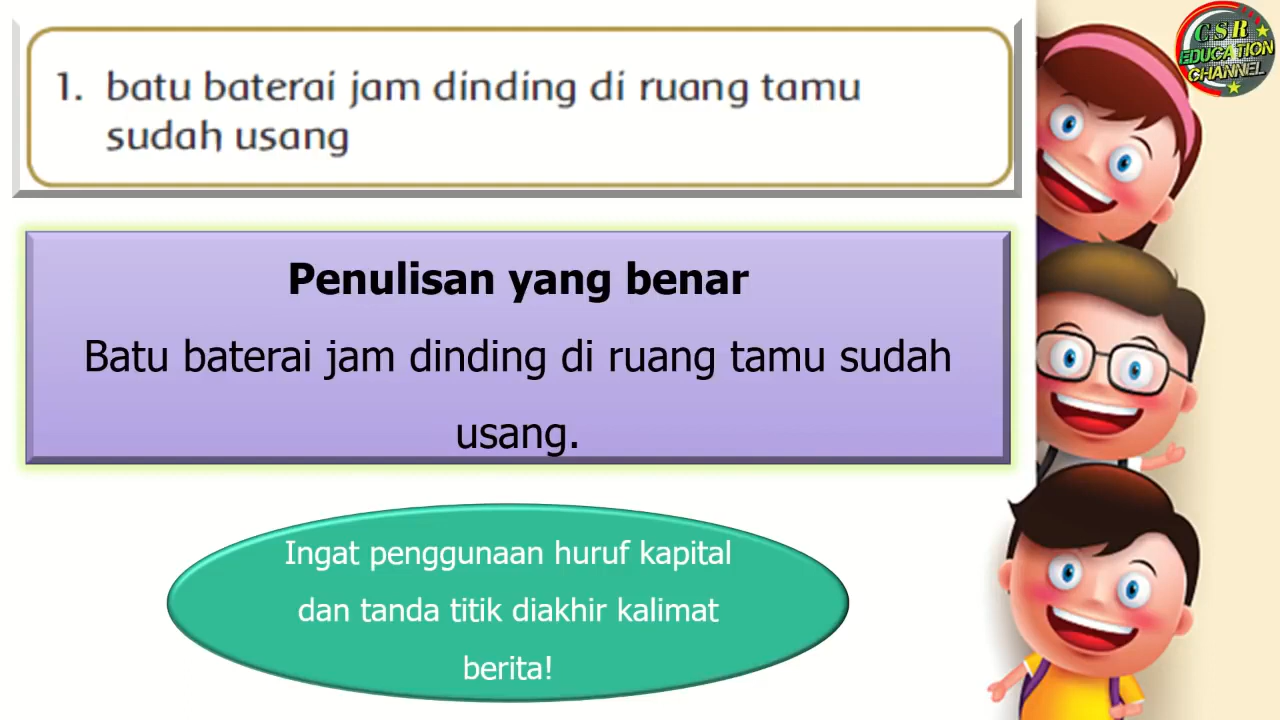 1. batu baterai jam dinding di ruang tamu
sudah usang
Penulisan yang benar
Batu baterai jam dinding di ruang tamu sudah
usang.
Ingat penggunaan huruf kapital
dan tanda titik diakhir kalimat
berita!
CSR
EDUCATION
CHANNEL